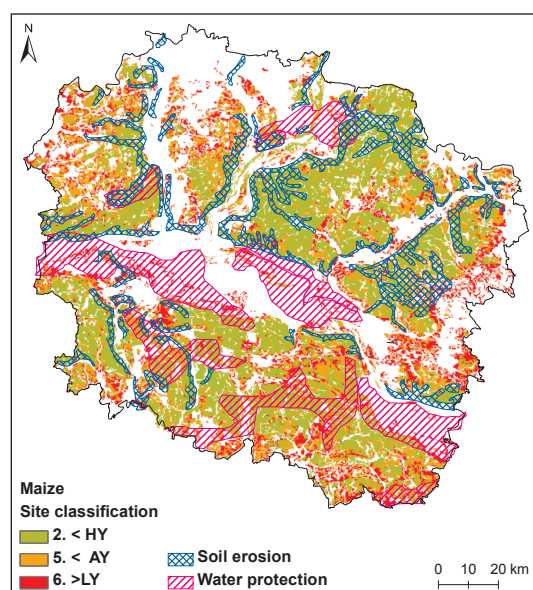 N
Maize
Site classification
2. < HY
5. < AY
6. >LY
Soil erosion
Water protection
0 10 20 km